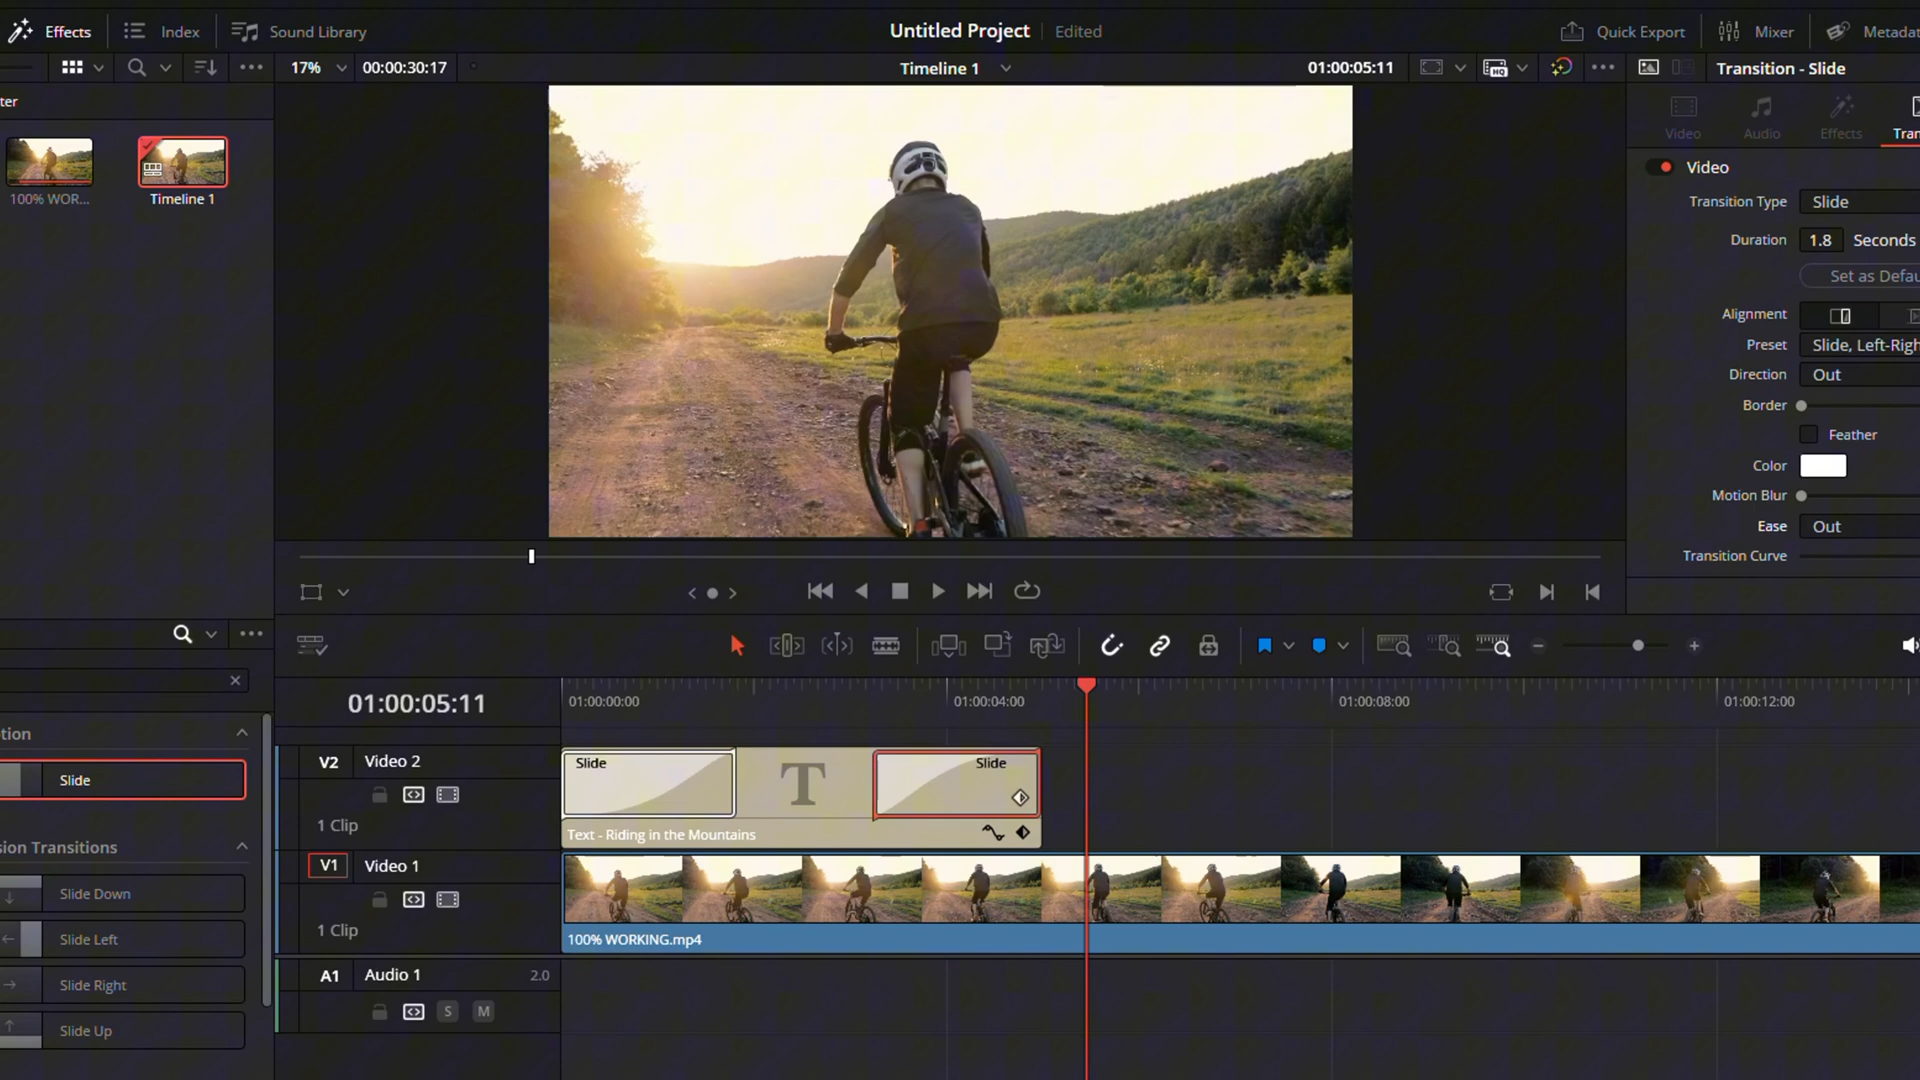 Effects
Index
Sound Library
Untitled Project
Edited
Quick Export
Mixer
Metadat
17%
00:00:30:17
Timeline 1
01:00:05:11
Transition - Slide
ter
Video
Audio
Effects
Tran
100% WOR...
Timeline 1
Video
Transition Type
Slide
Duration
1.8
Seconds
Set as Defau
Alignment
Preset
Slide, Left-Righ
Direction
Out
Border
Feather
Color
Motion Blur
Ease
Out
Transition Curve
HQ
01:00:05:11
01:00:00:00
01:00:04:00
01:00:08:00
01:00:12:00
otion
Slide
sion Transitions
Slide Down
Slide Left
Slide Right
Slide Up
V2
Video 2
1 Clip
Slide
T
Slide
Text - Riding in the Mountains
V1
Video 1
1 Clip
100% WORKING.mp4
A1
Audio 1
2.0
S
M